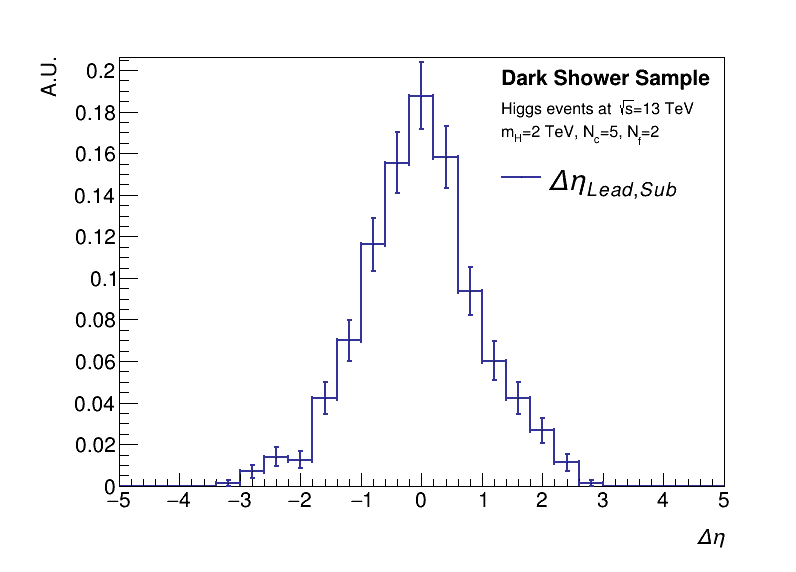 A.U.
0.2
0.18
0.16
0.14
0.12
0.1
0.08
0.06
0.04
0.02
0
Dark Shower Sample
Higgs events at √s=13 TeV
m_H=2 TeV, N_c=5, N_f=2
Δη_Lead,Sub
−5 −4 −3 −2 −1 0 1 2 3 4 5
Δη